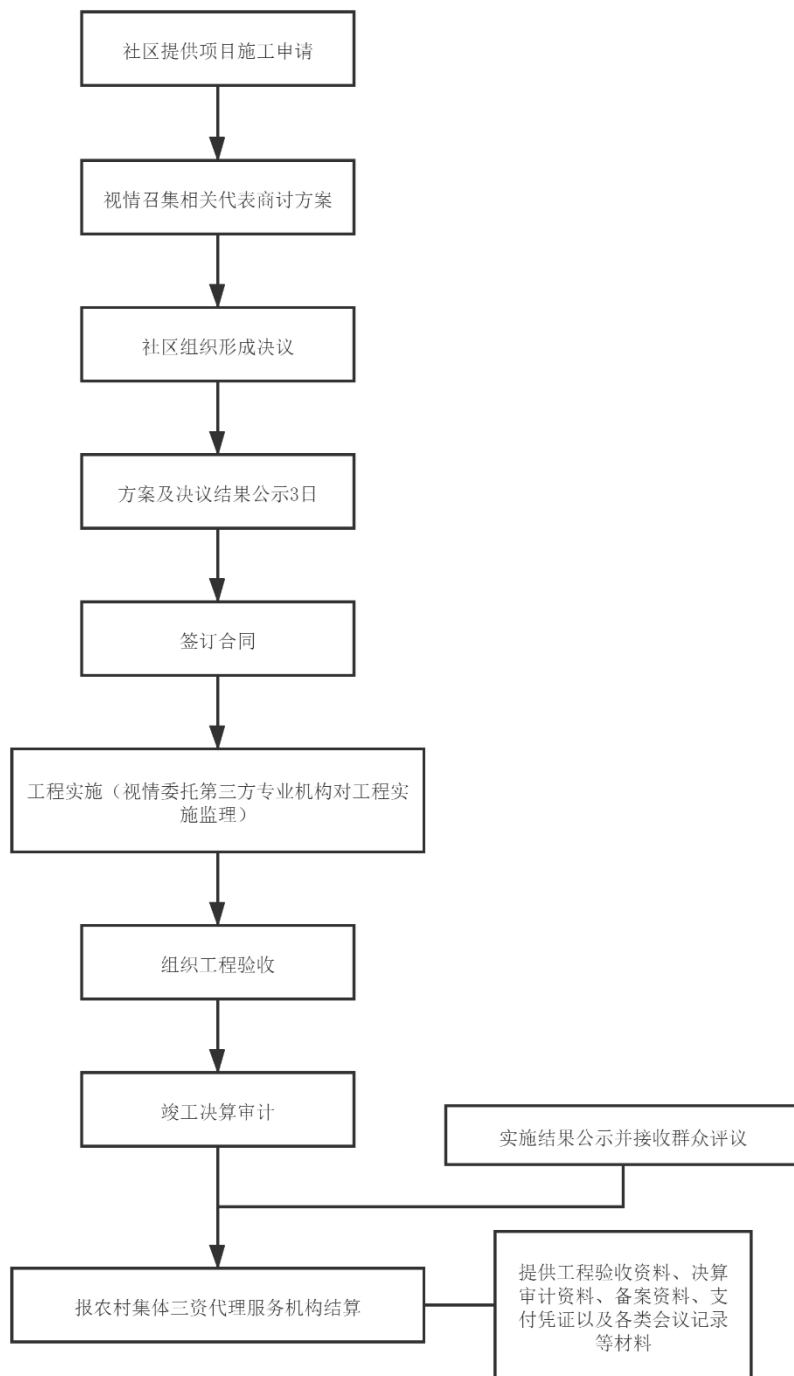 社区提供项目施工申请
视情召集相关代表商讨方案
社区组织形成决议
方案及决议结果公示3日
签订合同
工程实施（视情委托第三方专业机构对工程实
施监理）
组织工程验收
竣工决算审计
实施结果公示并接收群众评议
报农村集体三资代理服务机构结算
提供工程验收资料、决算
审计资料、备案资料、支
付凭证以及各类会议记录
等材料